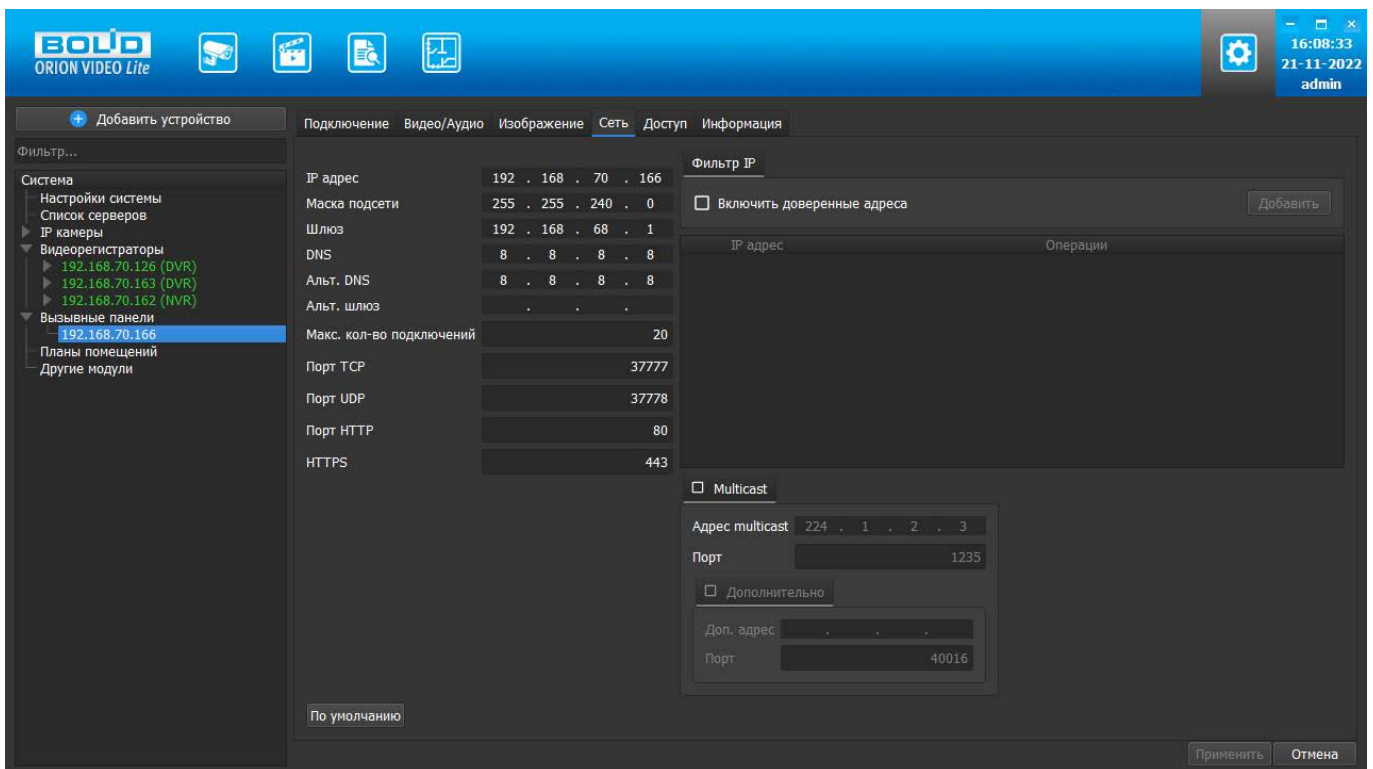 BOLID
ORION VIDEO Lite
16:08:33
21-11-2022
admin
Добавить устройство
Фильтр...
Система
Настройки системы
Список серверов
IP камеры
Видеорегистраторы
192.168.70.126 (DVR)
192.168.70.163 (DVR)
192.168.70.162 (NVR)
Вызывные панели
192.168.70.166
Планы помещений
Другие модули
Подключение Видео/Аудио Изображение Сеть Доступ Информация
IP адрес 192 . 168 . 70 . 166
Маска подсети 255 . 255 . 240 . 0
Шлюз 192 . 168 . 68 . 1
DNS 8 . 8 . 8 . 8
Альт. DNS 8 . 8 . 8 . 8
Альт. шлюз . . .
Макс. кол-во подключений 20
Порт TCP 37777
Порт UDP 37778
Порт HTTP 80
HTTPS 443
По умолчанию
Фильтр IP
Включить доверенные адреса Добавить
IP адрес Операции
Multicast
Адрес multicast 224 . 1 . 2 . 3
Порт 1235
Дополнительно
Доп. адрес . . .
Порт 40016
Применить Отмена